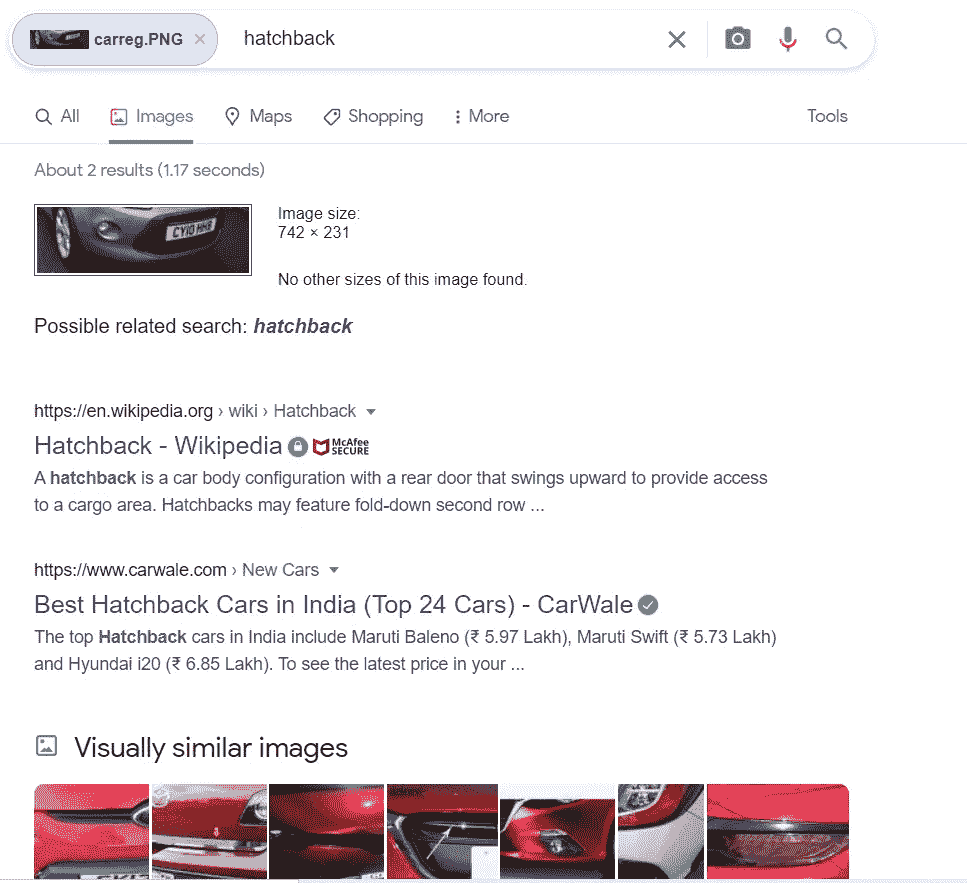 carreg.PNG × hatchback
All Images Maps Shopping More Tools
About 2 results (1.17 seconds)
CY10 HHB
Image size:
742 × 231
No other sizes of this image found.
Possible related search: hatchback
https://en.wikipedia.org › wiki › Hatchback
Hatchback - Wikipedia McAfee SECURE
A hatchback is a car body configuration with a rear door that swings upward to provide access
to a cargo area. Hatchbacks may feature fold-down second row ...
https://www.carwale.com › New Cars
Best Hatchback Cars in India (Top 24 Cars) - CarWale
The top Hatchback cars in India include Maruti Baleno (₹ 5.97 Lakh), Maruti Swift (₹ 5.73 Lakh)
and Hyundai i20 (₹ 6.85 Lakh). To see the latest price in your ...
Visually similar images